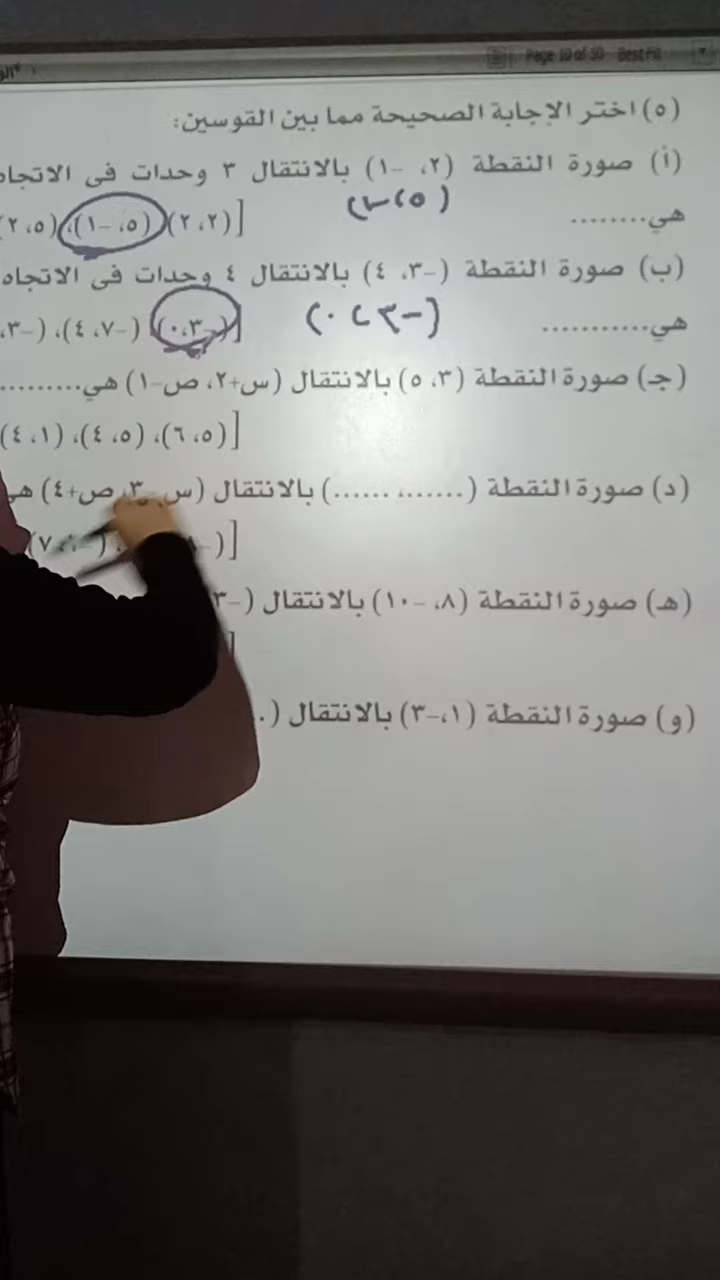 Page 10 of 50 Best Fit
(٥) اختر الإجابة الصحيحة مما بين القوسين:
(أ) صورة النقطة (٢، -١) بالانتقال ٣ وحدات فى الاتجاه
هي......... (٥، -١) [(٢،٢)، (٥، -١)، (٥، ٢)
(ب) صورة النقطة (-٣، ٤) بالانتقال ٤ وحدات فى الاتجاه
هي............ (-٣، ٠) [(-٣، ٠)، (-٧، ٤)، (-٣،
(جـ) صورة النقطة (٣، ٥) بالانتقال (س+٢، ص-١) هي.........
[(٥، ٦)، (٥، ٤)، (١، ٤)
(د) صورة النقطة (.......، ......) بالانتقال (س-٣، ص+٤) هي
(هـ) صورة النقطة (٨، -١٠) بالانتقال (-٣
(و) صورة النقطة (١، -٣) بالانتقال (.